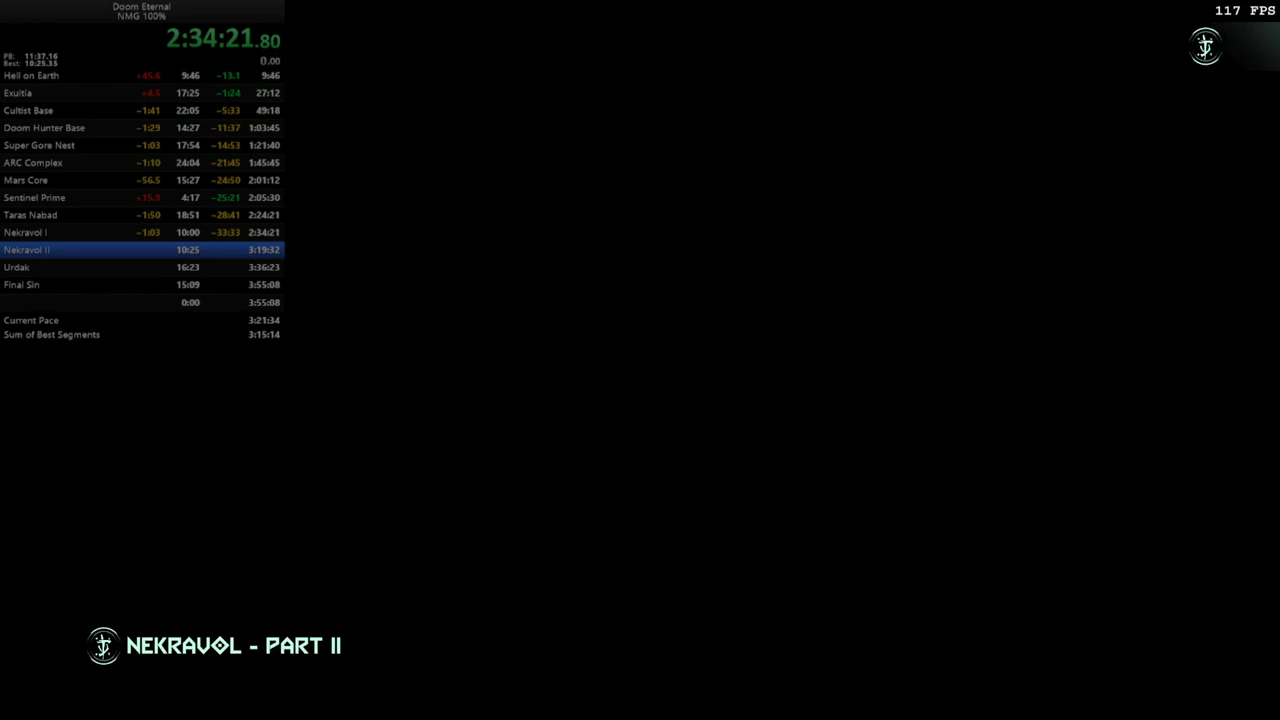 Doom Eternal
NMG 100%
117 FPS
2:34:21.80
PB: 11:37.16
Best: 10:25.35
0.00
Hell on Earth +45.6 9:46 -13.1 9:46
Exultia +4.5 17:25 -1:24 27:12
Cultist Base -1:41 22:05 -5:33 49:18
Doom Hunter Base -1:29 14:27 -11:37 1:03:45
Super Gore Nest -1:03 17:54 -14:53 1:21:40
ARC Complex -1:10 24:04 -21:45 1:45:45
Mars Core -56.5 15:27 -24:50 2:01:12
Sentinel Prime +15.9 4:17 -25:21 2:05:30
Taras Nabad -1:50 18:51 -28:41 2:24:21
Nekravol I -1:03 10:00 -33:33 2:34:21
Nekravol II 10:25 3:19:32
Urdak 16:23 3:36:23
Final Sin 15:09 3:55:08
0:00 3:55:08
Current Pace 3:21:34
Sum of Best Segments 3:15:14
NEKRAVOL - PART II